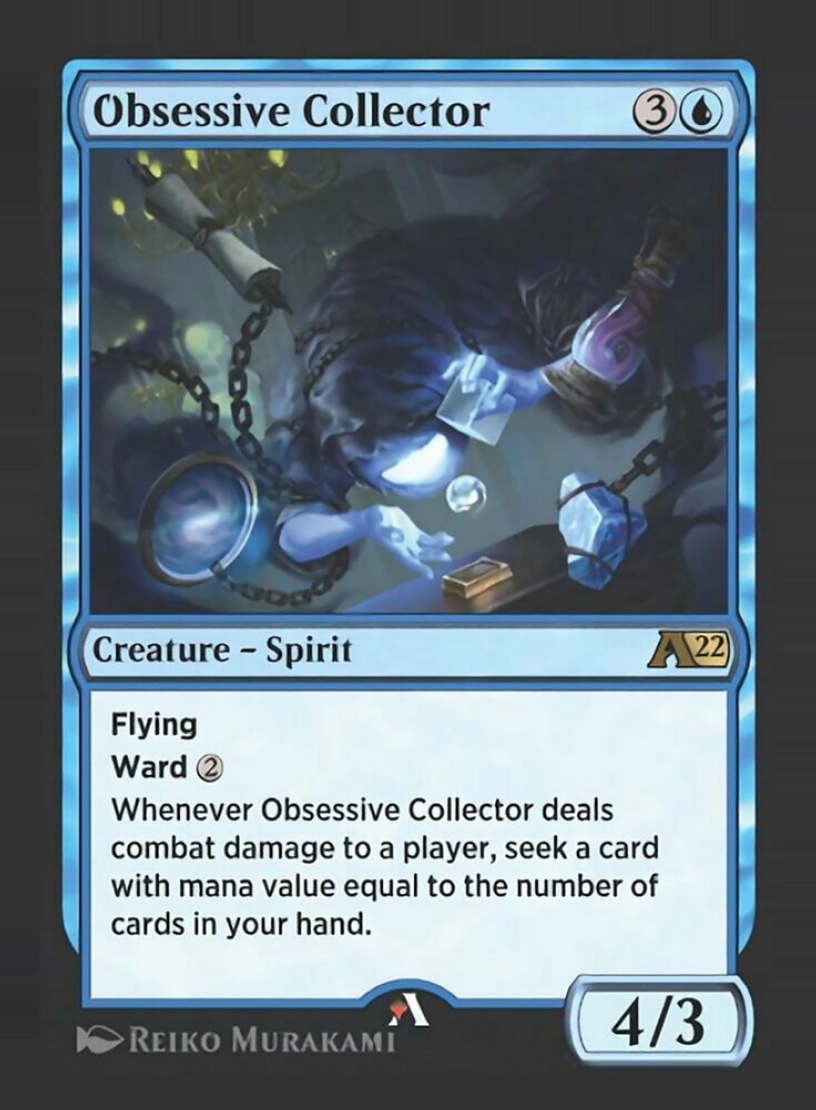 Obsessive Collector 3
Creature – Spirit A22
Flying
Ward 2
Whenever Obsessive Collector deals
combat damage to a player, seek a card
with mana value equal to the number of
cards in your hand.
4/3
Reiko Murakami